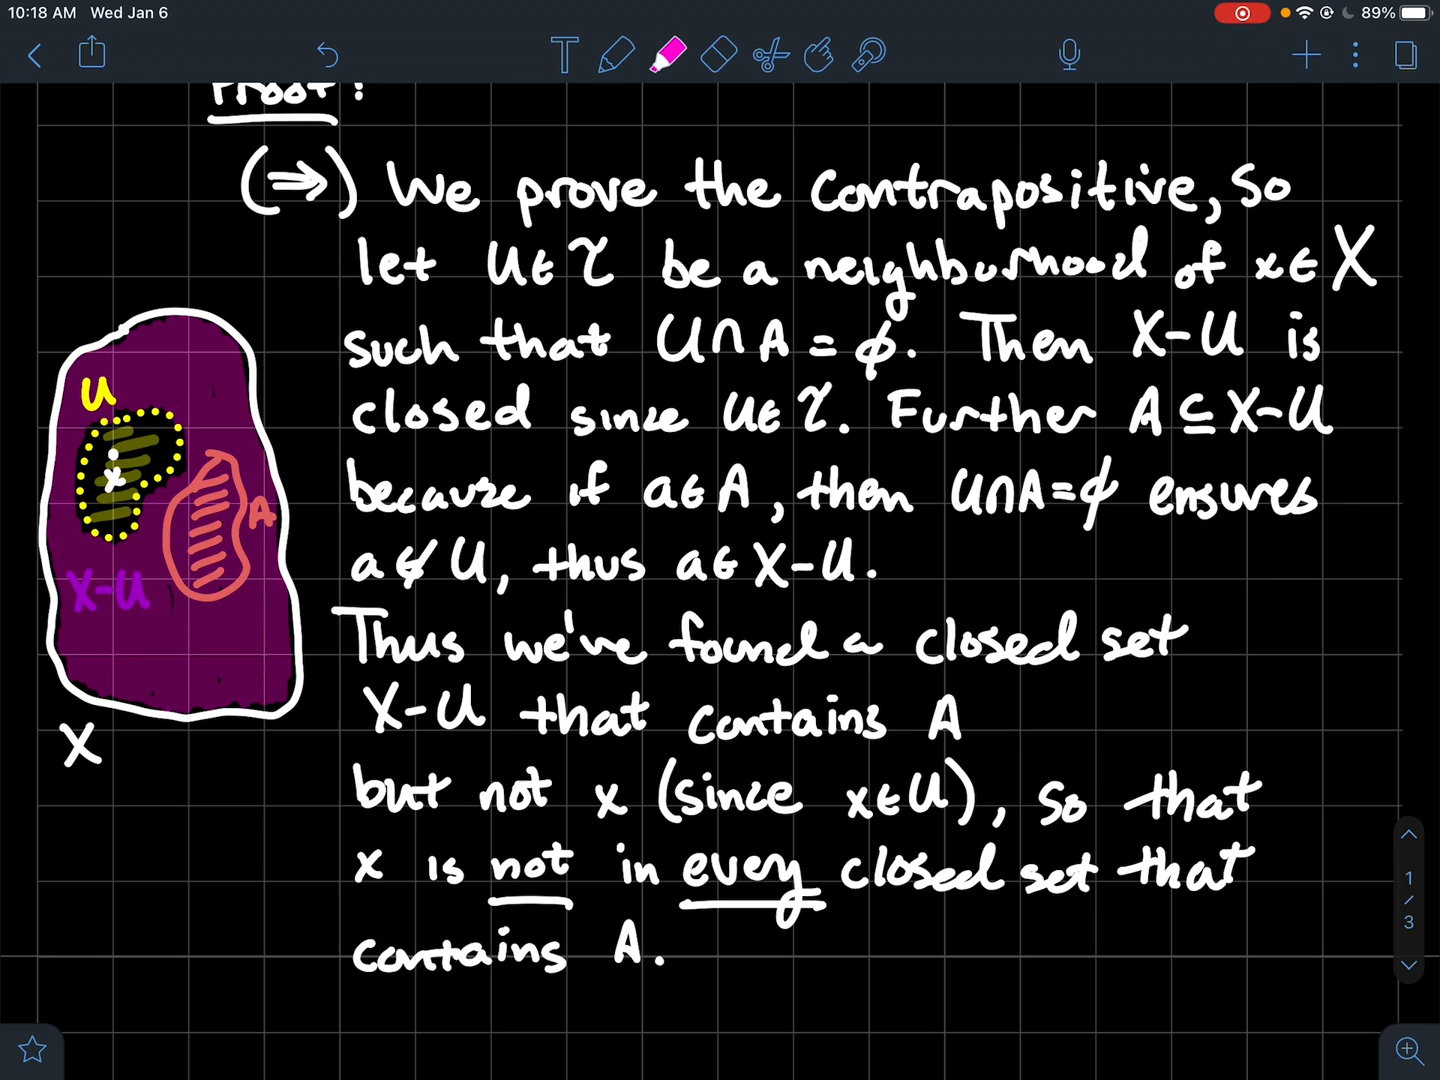 10:18 AM Wed Jan 6
89%
Proof:
(⇒) We prove the contrapositive, so
let U∈𝒯 be a neighborhood of x∈X
such that U∩A=∅. Then X-U is
closed since U∈𝒯. Further A⊆X-U
because if a∈A, then U∩A=∅ ensures
a∉U, thus a∈X-U.
Thus we've found a closed set
X-U that contains A
but not x (since x∈U), so that
x is not in every closed set that
contains A.
U
x
A
X-U
X
1
/
3